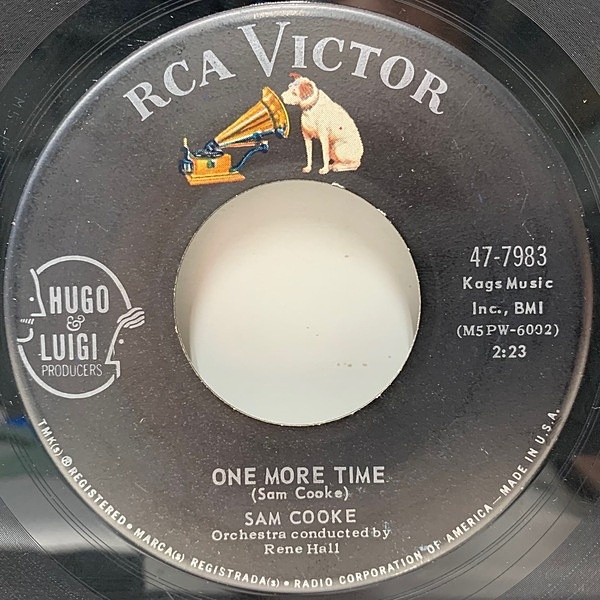 RCA VICTOR
HUGO
&
LUIGI
PRODUCERS
47-7983
Kags Music
Inc., BMI
(M5PW-6002)
2:23
ONE MORE TIME
(Sam Cooke)
SAM COOKE
Orchestra conducted by
Rene Hall
TMK(s) ® REGISTERED • MARCA(s) REGISTRADA(s) • RADIO CORPORATION OF AMERICA—MADE IN U.S.A.